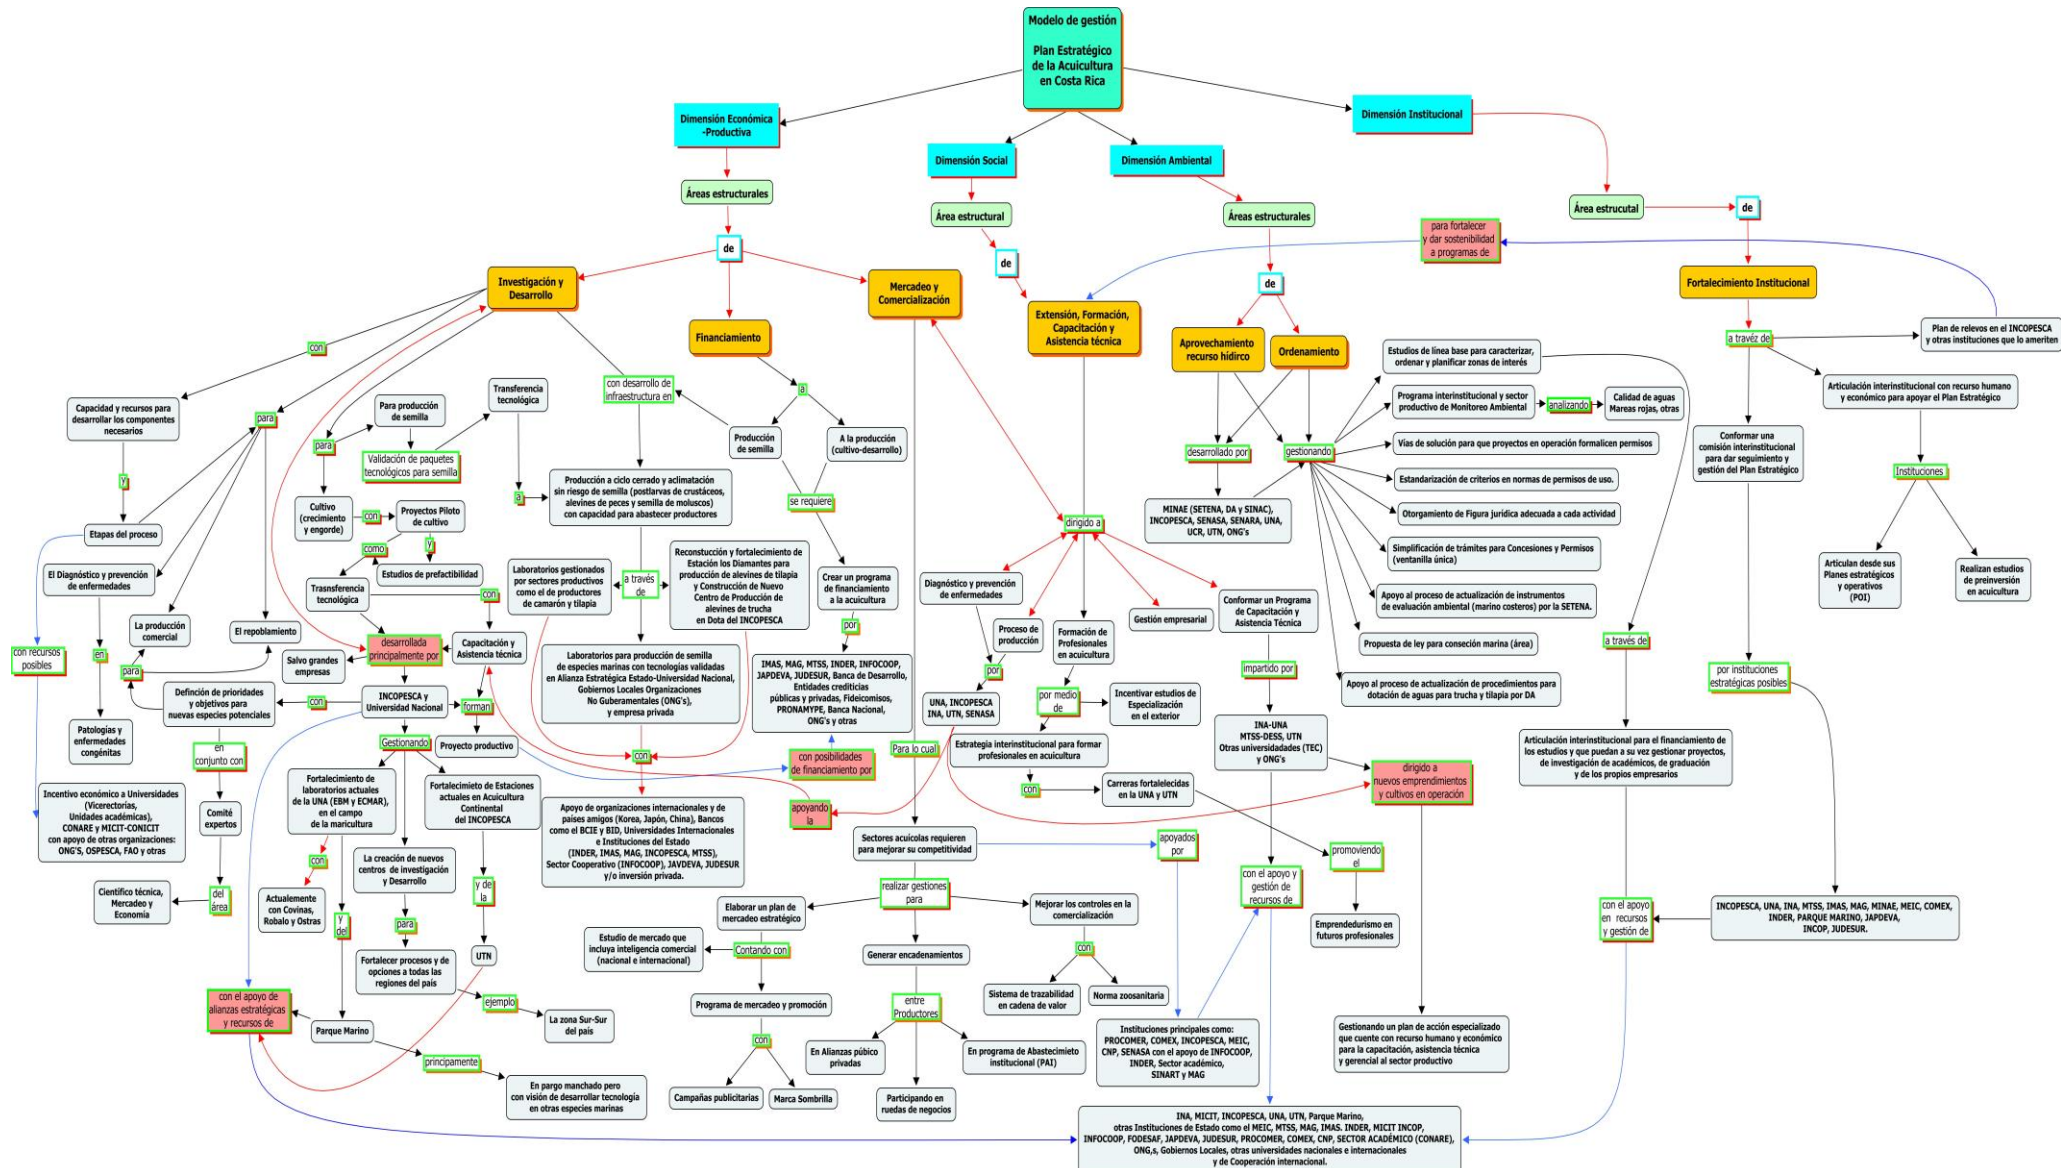 Modelo de gestión
Plan Estratégico
de la Acuicultura
en Costa Rica
Dimensión Económica
-Productiva
Dimensión Social
Dimensión Ambiental
Dimensión Institucional
Áreas estructurales
Área estructural
Áreas estructurales
Área estrucutal
de
de
de
de
para fortalecer
y dar sostenibilidad
a programas de
Investigación y
Desarrollo
Financiamiento
Mercadeo y
Comercialización
Extensión, Formación,
Capacitación y
Asistencia técnica
Aprovechamiento
recurso hídirco
Ordenamiento
Fortalecimiento Institucional
con
Capacidad y recursos para
desarrollar los componentes
necesarios
y
Etapas del proceso
para
El Diagnóstico y prevención
de enfermedades
La producción
comercial
El repoblamiento
en
Patologías y
enfermedades
congénitas
con recursos
posibles
Incentivo económico a Universidades
(Vicerectorías,
Unidades académicas),
CONARE y MICIT-CONICIT
con apoyo de otras organizaciones:
ONG'S, OSPESCA, FAO y otras
para
Para producción
de semilla
Validación de paquetes
tecnológicos para semilla
Transferencia
tecnológica
a
Cultivo
(crecimiento
y engorde)
con
Proyectos Piloto
de cultivo
como
y
Estudios de prefactibilidad
Trasnsferencia
tecnológica
con
Capacitación y
Asistencia técnica
desarrollada
principalmente por
Salvo grandes
empresas
para
Definción de prioridades
y objetivos para
nuevas especies potenciales
con
INCOPESCA y
Universidad Nacional
forman
Proyecto productivo
en
conjunto con
Comité
expertos
del
área
Científico técnica,
Mercadeo y
Economía
Gestionando
Fortalecimiento de
laboratorios actuales
de la UNA (EBM y ECMAR),
en el campo
de la maricultura
con
Actualemente
con Covinas,
Robalo y Ostras
y
del
Parque Marino
principamente
En pargo manchado pero
con visión de desarrollar tecnología
en otras especies marinas
La creación de nuevos
centros de investigación
y Desarrollo
para
Fortalecer procesos y de
opciones a todas las
regiones del país
ejemplo
La zona Sur-Sur
del país
Fortalecimieto de Estaciones
actuales en Acuicultura
Continental
del INCOPESCA
y de
la
UTN
con el apoyo de
alianzas estratégicas
y recursos de
con desarrollo de
infraestructura en
Producción a ciclo cerrado y aclimatación
sin riesgo de semilla (postlarvas de crustáceos,
alevines de peces y semilla de moluscos)
con capacidad para abastecer productores
a través
de
Laboratorios gestionados
por sectores productivos
como el de productores
de camarón y tilapia
Reconstucción y fortalecimiento de
Estación los Diamantes para
producción de alevines de tilapia
y Construcción de Nuevo
Centro de Producción de
alevines de trucha
en Dota del INCOPESCA
Laboratorios para producción de semilla
de especies marinas con tecnologías validadas
en Alianza Estratégica Estado-Universidad Nacional,
Gobiernos Locales Organizaciones
No Guberamentales (ONG's),
y empresa privada
con
Apoyo de organizaciones internacionales y de
países amigos (Korea, Japón, China), Bancos
como el BCIE y BID, Universidades Internacionales
e Instituciones del Estado
(INDER, IMAS, MAG, INCOPESCA, MTSS),
Sector Cooperativo (INFOCOOP), JAVDEVA, JUDESUR
y/o inversión privada.
a
Producción
de semilla
A la producción
(cultivo-desarrollo)
se requiere
Crear un programa
de financiamiento
a la acuicultura
por
IMAS, MAG, MTSS, INDER, INFOCOOP,
JAPDEVA, JUDESUR, Banca de Desarrollo,
Entidades crediticias
públicas y privadas, Fideicomisos,
PRONAMYPE, Banca Nacional,
ONG's y otras
con posibilidades
de financiamiento por
apoyando
la
Para lo cual
Sectores acuícolas requieren
para mejorar su competitividad
apoyados
por
realizar gestiones
para
Elaborar un plan de
mercadeo estratégico
Contando con
Estudio de mercado que
incluya inteligencia comercial
(nacional e internacional)
Programa de mercadeo y promoción
con
Campañas publicitarias
Marca Sombrilla
Generar encadenamientos
entre
Productores
En Alianzas púbico
privadas
Participando en
ruedas de negocios
En programa de Abastecimieto
institucional (PAI)
Mejorar los controles en la
comercialización
con
Sistema de trazabilidad
en cadena de valor
Norma zoosanitaria
Instituciones principales como:
PROCOMER, COMEX, INCOPESCA, MEIC,
CNP, SENASA con el apoyo de INFOCOOP,
INDER, Sector académico,
SINART y MAG
dirigido a
Diagnóstico y prevención
de enfermedades
Proceso de
producción
por
UNA, INCOPESCA
INA, UTN, SENASA
Formación de
Profesionales
en acuicultura
por medio
de
Incentivar estudios de
Especialización
en el exterior
Estrategia interinstitucional para formar
profesionales en acuicultura
con
Carreras fortalecidas
en la UNA y UTN
promoviendo
el
Emprendedurismo en
futuros profesionales
Gestión empresarial
Conformar un Programa
de Capacitación y
Asistencia Técnica
impartido por
INA-UNA
MTSS-DESS, UTN
Otras universidades (TEC)
y ONG's
dirigido a
nuevos emprendimientos
y cultivos en operación
con el apoyo y
gestión de
recursos de
Gestionando un plan de acción especializado
que cuente con recurso humano y económico
para la capacitación, asistencia técnica
y gerencial al sector productivo
desarrollado por
MINAE (SETENA, DA y SINAC),
INCOPESCA, SENASA, SENARA, UNA,
UCR, UTN, ONG's
gestionando
Estudios de línea base para caracterizar,
ordenar y planificar zonas de interés
Programa interinstitucional y sector
productivo de Monitoreo Ambiental
analizando
Calidad de aguas
Mareas rojas, otras
Vías de solución para que proyectos en operación formalicen permisos
Estandarización de criterios en normas de permisos de uso.
Otorgamiento de Figura jurídica adecuada a cada actividad
Simplificación de trámites para Concesiones y Permisos
(ventanilla única)
Apoyo al proceso de actualización de instrumentos
de evaluación ambiental (marino costeros) por la SETENA.
Propuesta de ley para conseción marina (área)
Apoyo al proceso de actualización de procedimientos para
dotación de aguas para trucha y tilapia por DA
a través de
Articulación interinstitucional para el financiamiento de
los estudios y que puedan a su vez gestionar proyectos,
de investigación de académicos, de graduación
y de los propios empresarios
con el apoyo
en recursos
y gestión de
a travéz de
Plan de relevos en el INCOPESCA
y otras instituciones que lo ameriten
Articulación interinstitucional con recurso humano
y económico para apoyar el Plan Estratégico
Instituciones
Articulan desde sus
Planes estratégicos
y operativos
(POI)
Realizan estudios
de preinversión
en acuicultura
Conformar una
comisión interinstitucional
para dar seguimiento y
gestión del Plan Estratégico
por instituciones
estratégicas posibles
INCOPESCA, UNA, INA, MTSS, IMAS, MAG, MINAE, MEIC, COMEX,
INDER, PARQUE MARINO, JAPDEVA,
INCOP, JUDESUR.
INA, MICIT, INCOPESCA, UNA, UTN, Parque Marino,
otras Instituciones de Estado como el MEIC, MTSS, MAG, IMAS. INDER, MICIT INCOP,
INFOCOOP, FODESAF, JAPDEVA, JUDESUR, PROCOMER, COMEX, CNP, SECTOR ACADÉMICO (CONARE),
ONG,s, Gobiernos Locales, otras universidades nacionales e internacionales
y de Cooperación internacional.